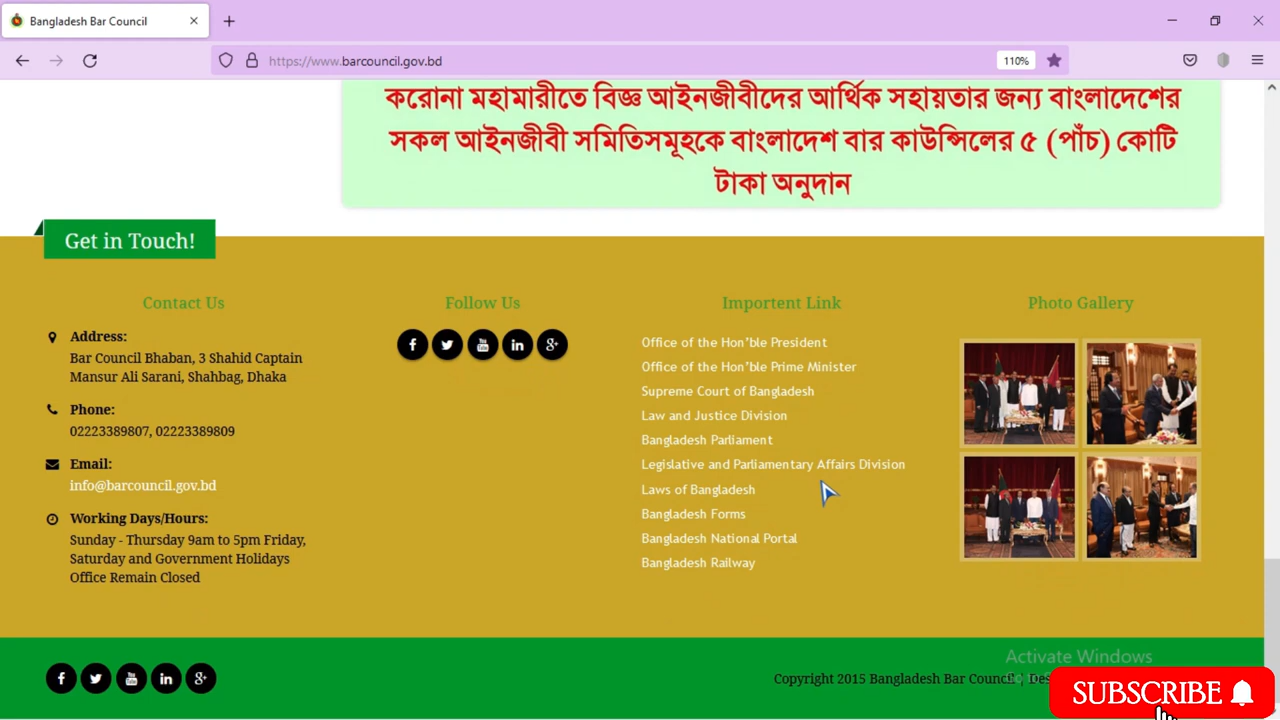 Bangladesh Bar Council
https://www.barcouncil.gov.bd
110%
করোনা মহামারীতে বিজ্ঞ আইনজীবীদের আর্থিক সহায়তার জন্য বাংলাদেশের
সকল আইনজীবী সমিতিসমূহকে বাংলাদেশ বার কাউন্সিলের ৫ (পাঁচ) কোটি
টাকা অনুদান
Get in Touch!
Contact Us
Address:
Bar Council Bhaban, 3 Shahid Captain
Mansur Ali Sarani, Shahbag, Dhaka
Phone:
02223389807, 02223389809
Email:
info@barcouncil.gov.bd
Working Days/Hours:
Sunday - Thursday 9am to 5pm Friday,
Saturday and Government Holidays
Office Remain Closed
Follow Us
Importent Link
Office of the Hon’ble President
Office of the Hon’ble Prime Minister
Supreme Court of Bangladesh
Law and Justice Division
Bangladesh Parliament
Legislative and Parliamentary Affairs Division
Laws of Bangladesh
Bangladesh Forms
Bangladesh National Portal
Bangladesh Railway
Photo Gallery
Activate Windows
Copyright 2015 Bangladesh Bar Council |
SUBSCRIBE